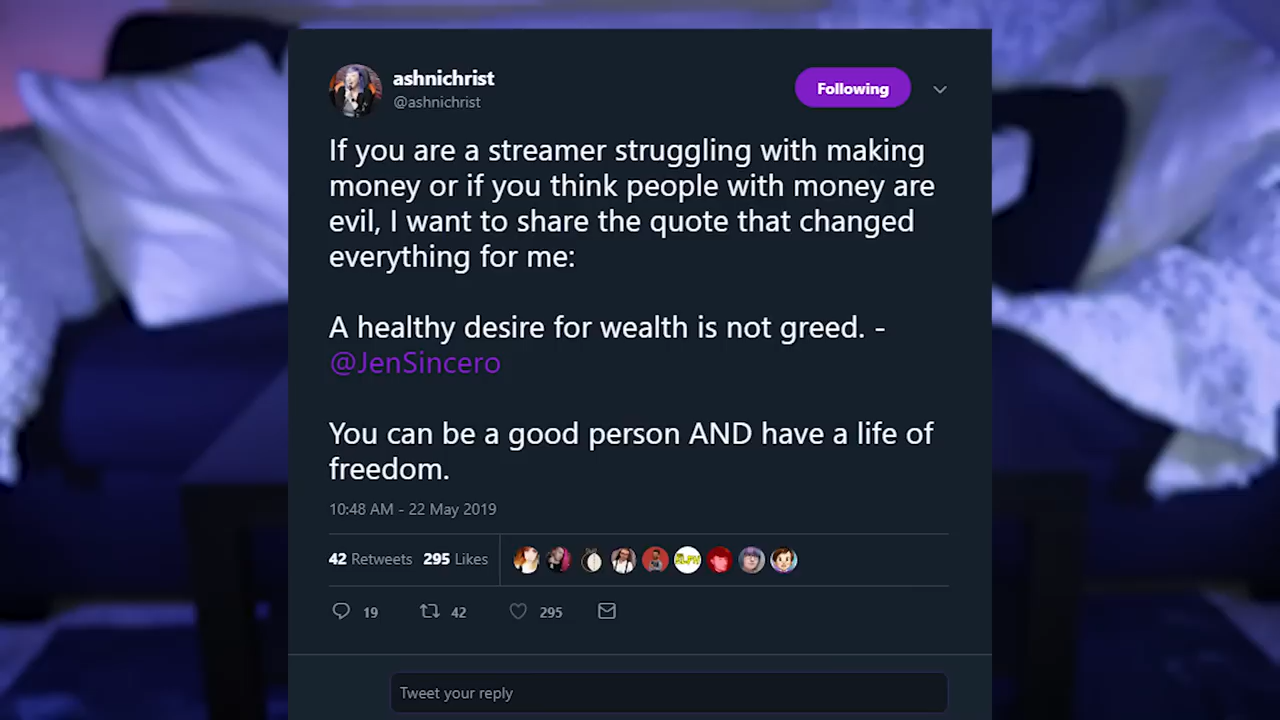 ashnichrist
@ashnichrist
Following
If you are a streamer struggling with making
money or if you think people with money are
evil, I want to share the quote that changed
everything for me:
A healthy desire for wealth is not greed. -
@JenSincero
You can be a good person AND have a life of
freedom.
10:48 AM - 22 May 2019
42 Retweets 295 Likes
19 42 295
Tweet your reply